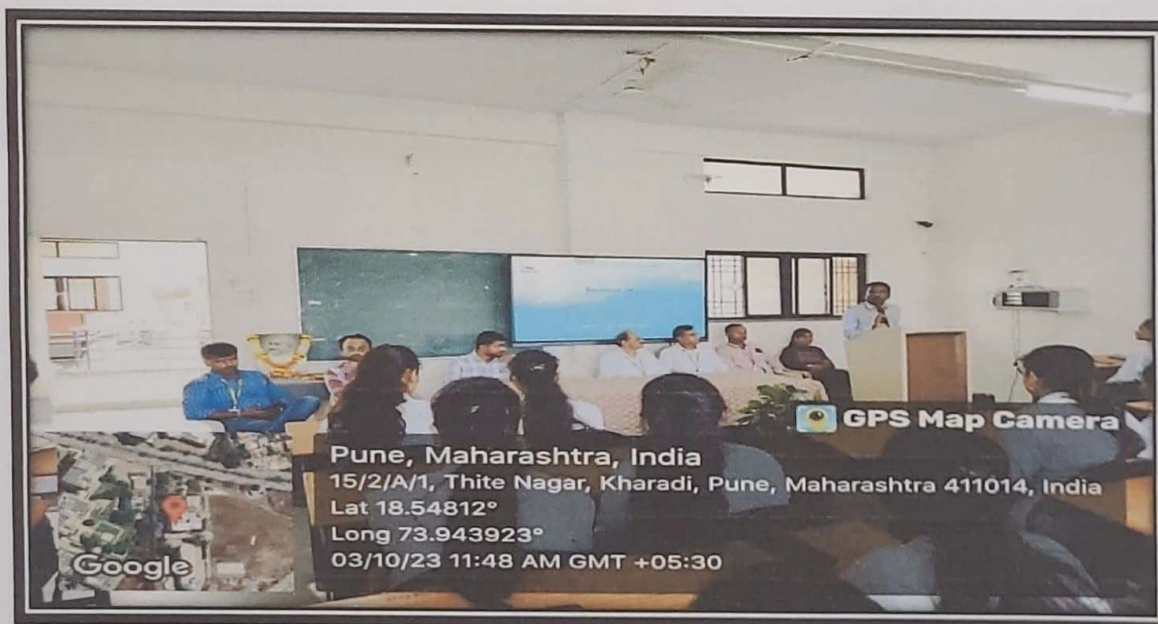 GPS Map Camera
Pune, Maharashtra, India
15/2/A/1, Thite Nagar, Kharadi, Pune, Maharashtra 411014, India
Lat 18.54812°
Long 73.943923°
03/10/23 11:48 AM GMT +05:30
Google